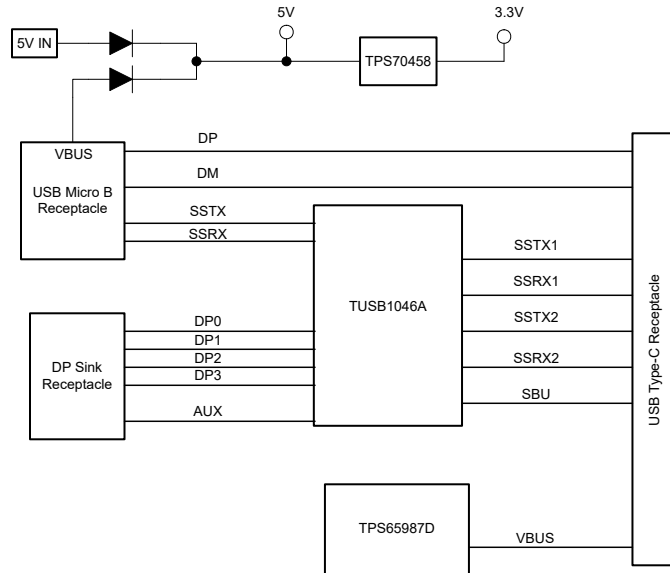 5V
3.3V
5V IN
TPS70458
VBUS
USB Micro B
Receptacle
DP
DM
SSTX
SSRX
TUSB1046A
SSTX1
SSRX1
SSTX2
SSRX2
SBU
USB Type-C Receptacle
DP Sink
Receptacle
DP0
DP1
DP2
DP3
AUX
TPS65987D
VBUS